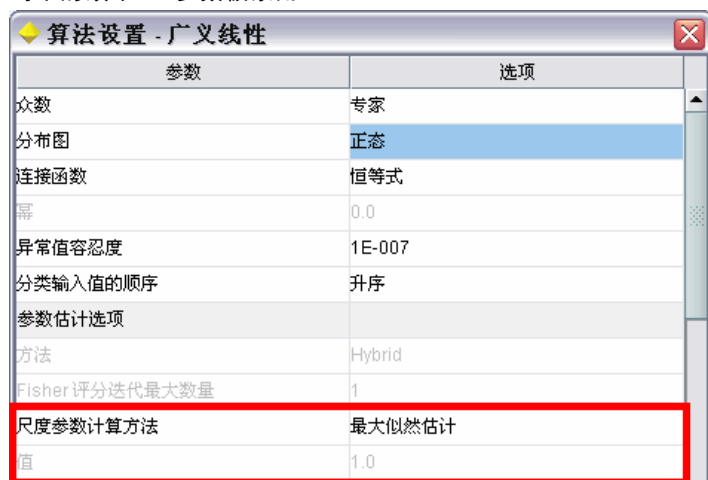 算法设置 - 广义线性
参数 选项
众数 专家
分布图 正态
连接函数 恒等式
幂 0.0
异常值容忍度 1E-007
分类输入值的顺序 升序
参数估计选项
方法 Hybrid
Fisher 评分迭代最大数量 1
尺度参数计算方法 最大似然估计
值 1.0